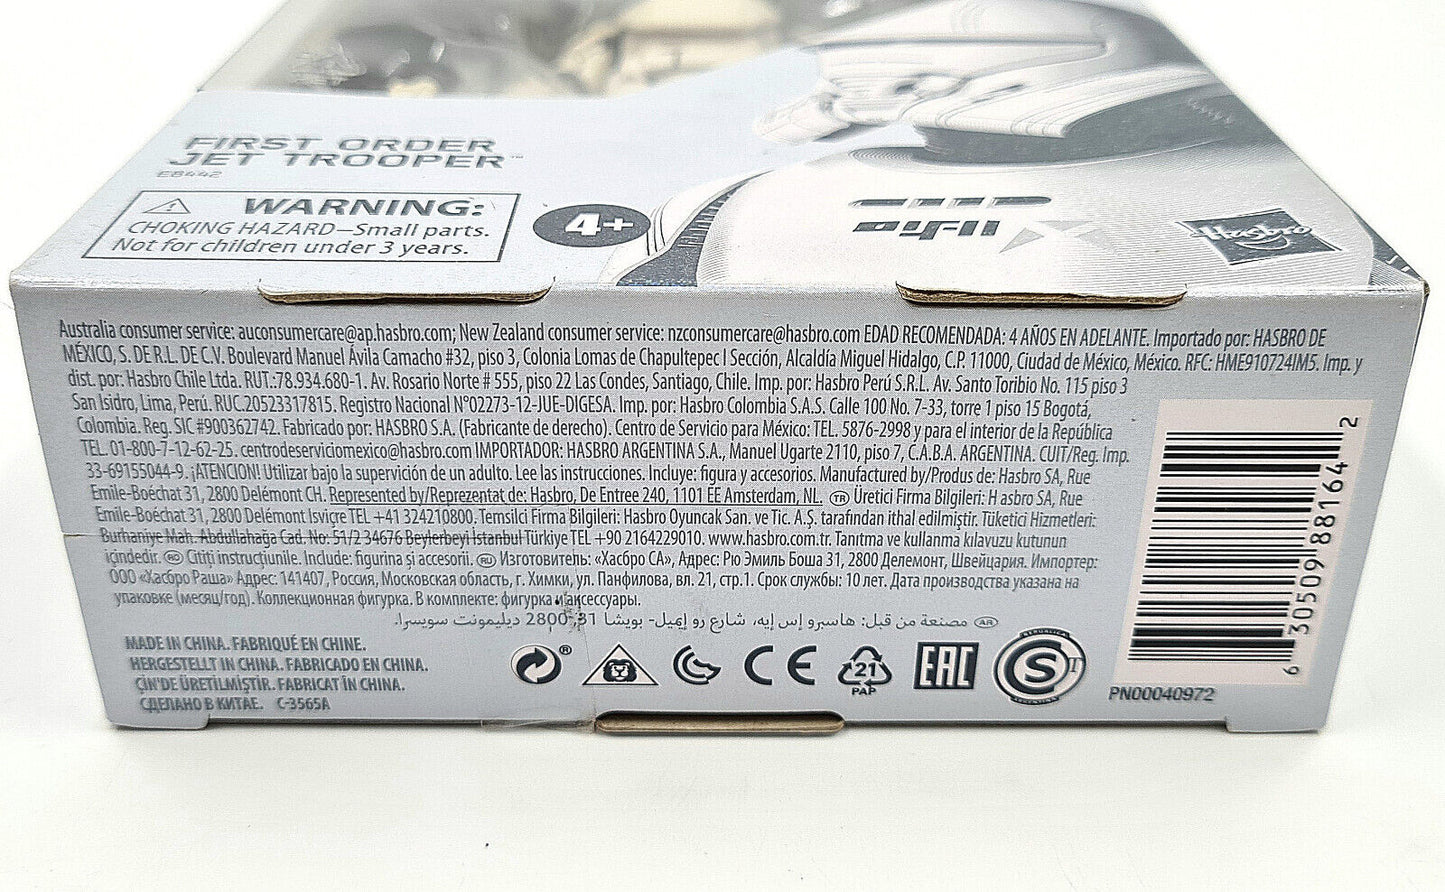 FIRST ORDER
JET TROOPER™
E8442
WARNING:
CHOKING HAZARD—Small parts.
Not for children under 3 years.
4+
Hasbro
Australia consumer service: auconsumercare@ap.hasbro.com; New Zealand consumer service: nzconsumercare@hasbro.com EDAD RECOMENDADA: 4 AÑOS EN ADELANTE. Importado por: HASBRO DE
MÉXICO, S. DE R.L. DE C.V. Boulevard Manuel Ávila Camacho #32, piso 3, Colonia Lomas de Chapultepec I Sección, Alcaldía Miguel Hidalgo, C.P. 11000, Ciudad de México, México. RFC: HME910724IM5. Imp. y
dist. por: Hasbro Chile Ltda. RUT.:78.934.680-1. Av. Rosario Norte # 555, piso 22 Las Condes, Santiago, Chile. Imp. por: Hasbro Perú S.R.L. Av. Santo Toribio No. 115 piso 3
San Isidro, Lima, Perú. RUC.20523317815. Registro Nacional N°02273-12-JUE-DIGESA. Imp. por: Hasbro Colombia S.A.S. Calle 100 No. 7-33, torre 1 piso 15 Bogotá,
Colombia. Reg. SIC #900362742. Fabricado por: HASBRO S.A. (Fabricante de derecho). Centro de Servicio para México: TEL. 5876-2998 y para el interior de la República
TEL. 01-800-7-12-62-25. centrodeserviciomexico@hasbro.com IMPORTADOR: HASBRO ARGENTINA S.A., Manuel Ugarte 2110, piso 7, C.A.B.A. ARGENTINA. CUIT/Reg. Imp.
33-69155044-9. ¡ATENCION! Utilizar bajo la supervición de un adulto. Lee las instrucciones. Incluye: figura y accesorios. Manufactured by/Produs de: Hasbro SA, Rue
Emile-Boéchat 31, 2800 Delémont CH. Represented by/Reprezentat de: Hasbro, De Entree 240, 1101 EE Amsterdam, NL. TR Üretici Firma Bilgileri: H asbro SA, Rue
Emile-Boéchat 31, 2800 Delémont Isviçre TEL +41 324210800. Temsilci Firma Bilgileri: Hasbro Oyuncak San. ve Tic. A.Ş. tarafından ithal edilmiştir. Tüketici Hizmetleri:
Burhaniye Mah. Abdullahağa Cad. No: 51/2 34676 Beylerbeyi İstanbul Türkiye TEL +90 2164229010. www.hasbro.com.tr. Tanıtma ve kullanma kılavuzu kutunun
içindedir. RO Citiți instrucțiunile. Include: figurina și accesorii. RU Изготовитель: «Хасбро СА», Адрес: Рю Эмиль Боша 31, 2800 Делемонт, Швейцария. Импортер:
ООО «Хасбро Раша» Адрес: 141407, Россия, Московская область, г. Химки, ул. Панфилова, вл. 21, стр.1. Срок службы: 10 лет. Дата производства указана на
упаковке (месяц/год). Коллекционная фигурка. В комплекте: фигурка и аксессуары.
AR مصنعة من قبل: هاسبرو إس إيه، شارع رو إيميل- بويشا 31، 2800 ديليمونت سويسرا.
MADE IN CHINA. FABRIQUÉ EN CHINE.
HERGESTELLT IN CHINA. FABRICADO EN CHINA.
ÇİN'DE ÜRETİLMİŞTİR. FABRICAT ÎN CHINA.
СДЕЛАНО В КИТАЕ. C-3565A
®
CE
21
PAP
EAC
REPUBLICA
S
ARGENTINA
6 30509 88164 2
PN00040972